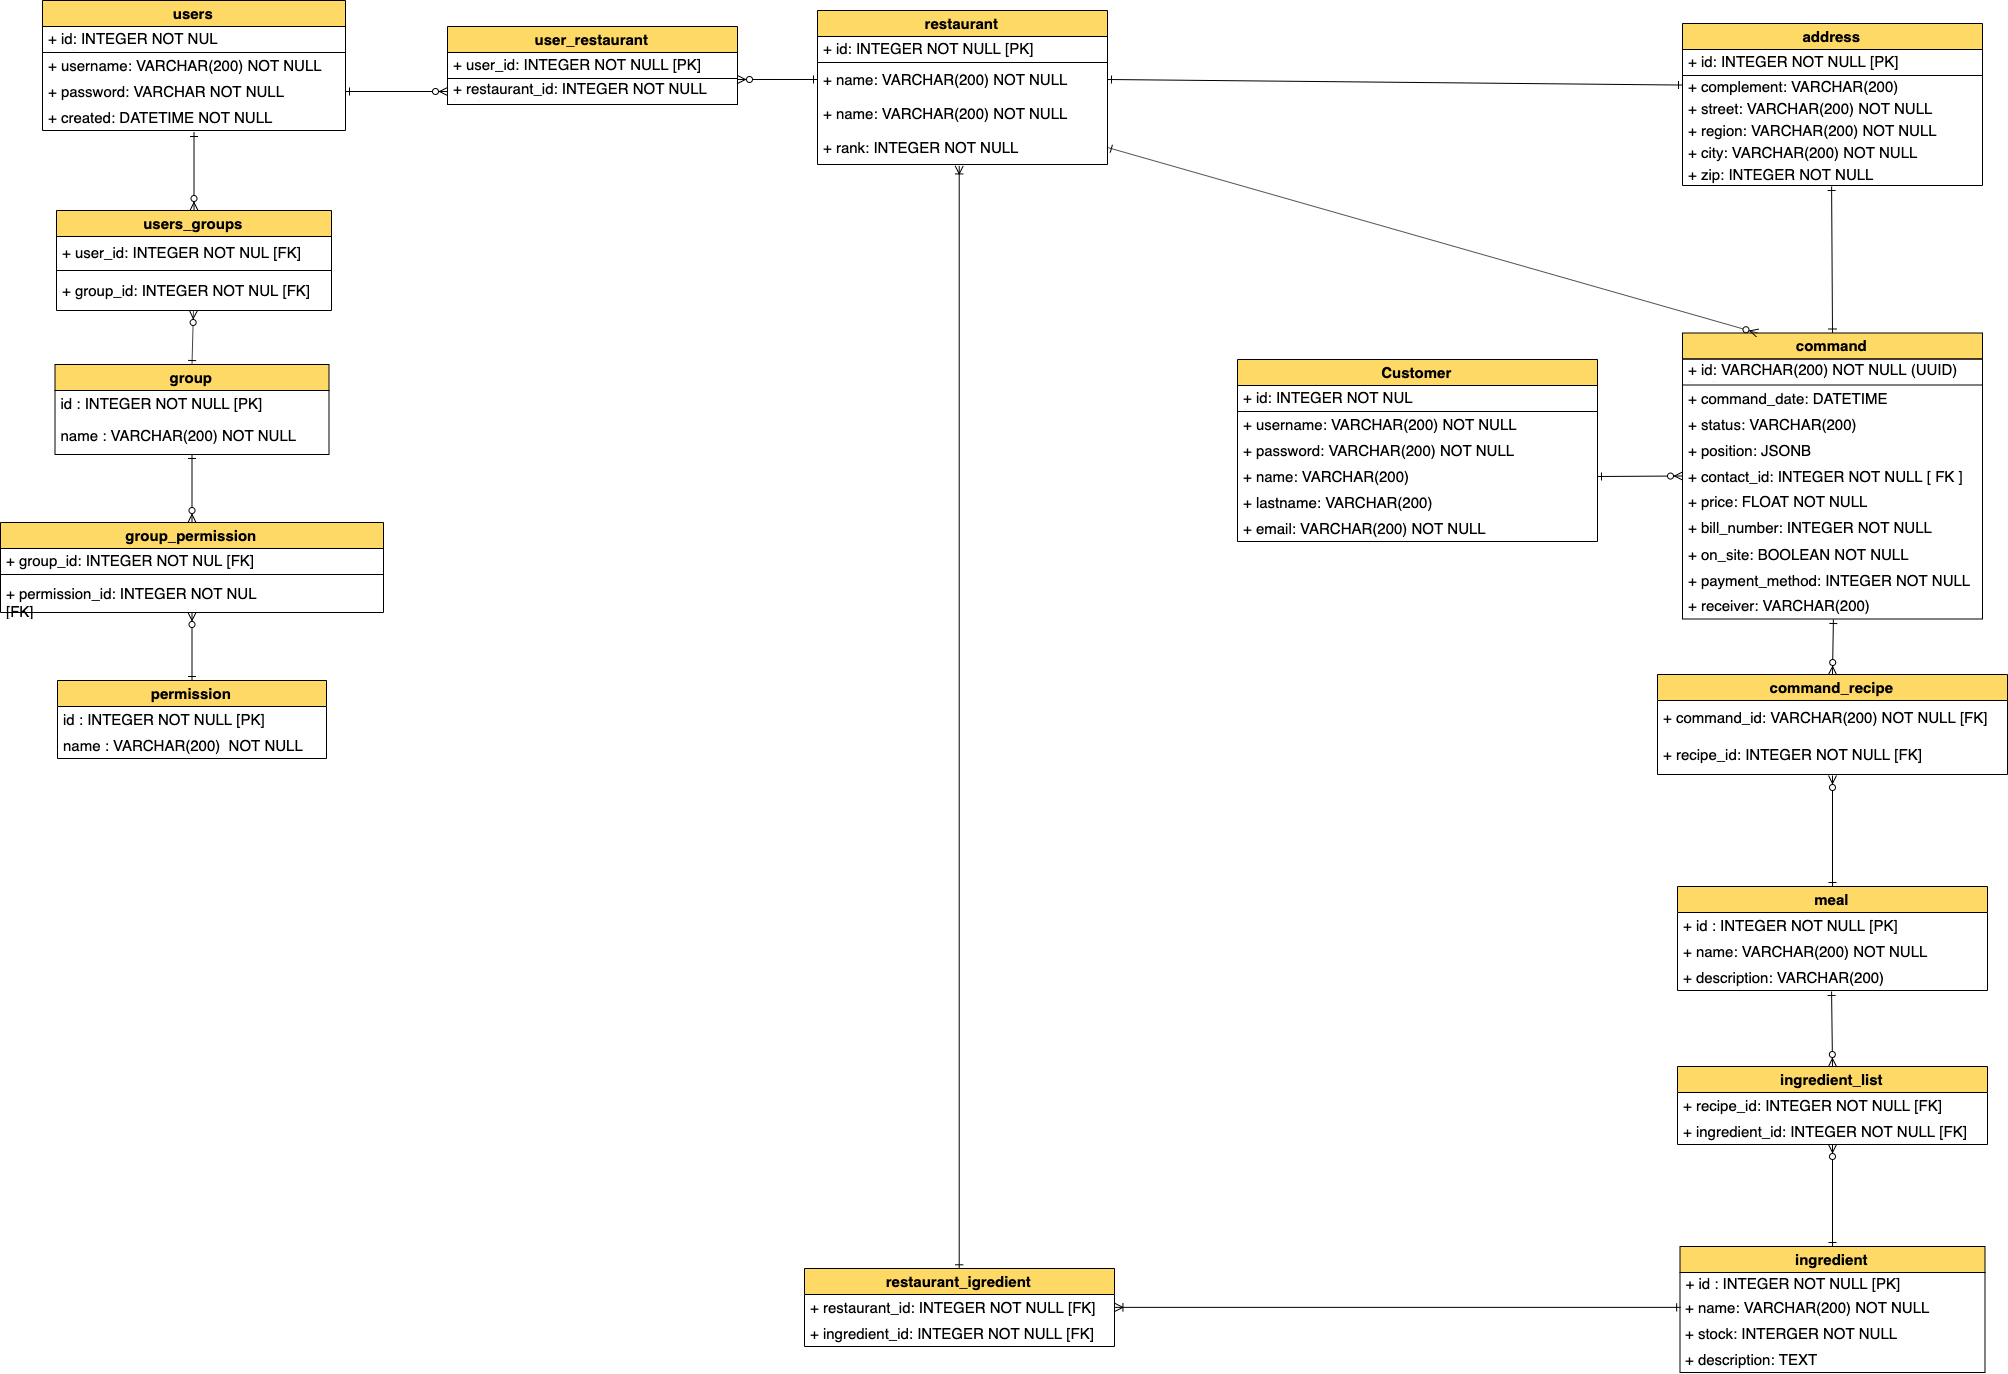 users
+ id: INTEGER NOT NUL
+ username: VARCHAR(200) NOT NULL
+ password: VARCHAR NOT NULL
+ created: DATETIME NOT NULL
user_restaurant
+ user_id: INTEGER NOT NULL [PK]
+ restaurant_id: INTEGER NOT NULL
restaurant
+ id: INTEGER NOT NULL [PK]
+ name: VARCHAR(200) NOT NULL
+ name: VARCHAR(200) NOT NULL
+ rank: INTEGER NOT NULL
address
+ id: INTEGER NOT NULL [PK]
+ complement: VARCHAR(200)
+ street: VARCHAR(200) NOT NULL
+ region: VARCHAR(200) NOT NULL
+ city: VARCHAR(200) NOT NULL
+ zip: INTEGER NOT NULL
users_groups
+ user_id: INTEGER NOT NUL [FK]
+ group_id: INTEGER NOT NUL [FK]
group
id : INTEGER NOT NULL [PK]
name : VARCHAR(200) NOT NULL
group_permission
+ group_id: INTEGER NOT NUL [FK]
+ permission_id: INTEGER NOT NUL
[FK]
permission
id : INTEGER NOT NULL [PK]
name : VARCHAR(200)  NOT NULL
Customer
+ id: INTEGER NOT NUL
+ username: VARCHAR(200) NOT NULL
+ password: VARCHAR(200) NOT NULL
+ name: VARCHAR(200)
+ lastname: VARCHAR(200)
+ email: VARCHAR(200) NOT NULL
command
+ id: VARCHAR(200) NOT NULL (UUID)
+ command_date: DATETIME
+ status: VARCHAR(200)
+ position: JSONB
+ contact_id: INTEGER NOT NULL [ FK ]
+ price: FLOAT NOT NULL
+ bill_number: INTEGER NOT NULL
+ on_site: BOOLEAN NOT NULL
+ payment_method: INTEGER NOT NULL
+ receiver: VARCHAR(200)
command_recipe
+ command_id: VARCHAR(200) NOT NULL [FK]
+ recipe_id: INTEGER NOT NULL [FK]
meal
+ id : INTEGER NOT NULL [PK]
+ name: VARCHAR(200) NOT NULL
+ description: VARCHAR(200)
ingredient_list
+ recipe_id: INTEGER NOT NULL [FK]
+ ingredient_id: INTEGER NOT NULL [FK]
restaurant_igredient
+ restaurant_id: INTEGER NOT NULL [FK]
+ ingredient_id: INTEGER NOT NULL [FK]
ingredient
+ id : INTEGER NOT NULL [PK]
+ name: VARCHAR(200) NOT NULL
+ stock: INTERGER NOT NULL
+ description: TEXT